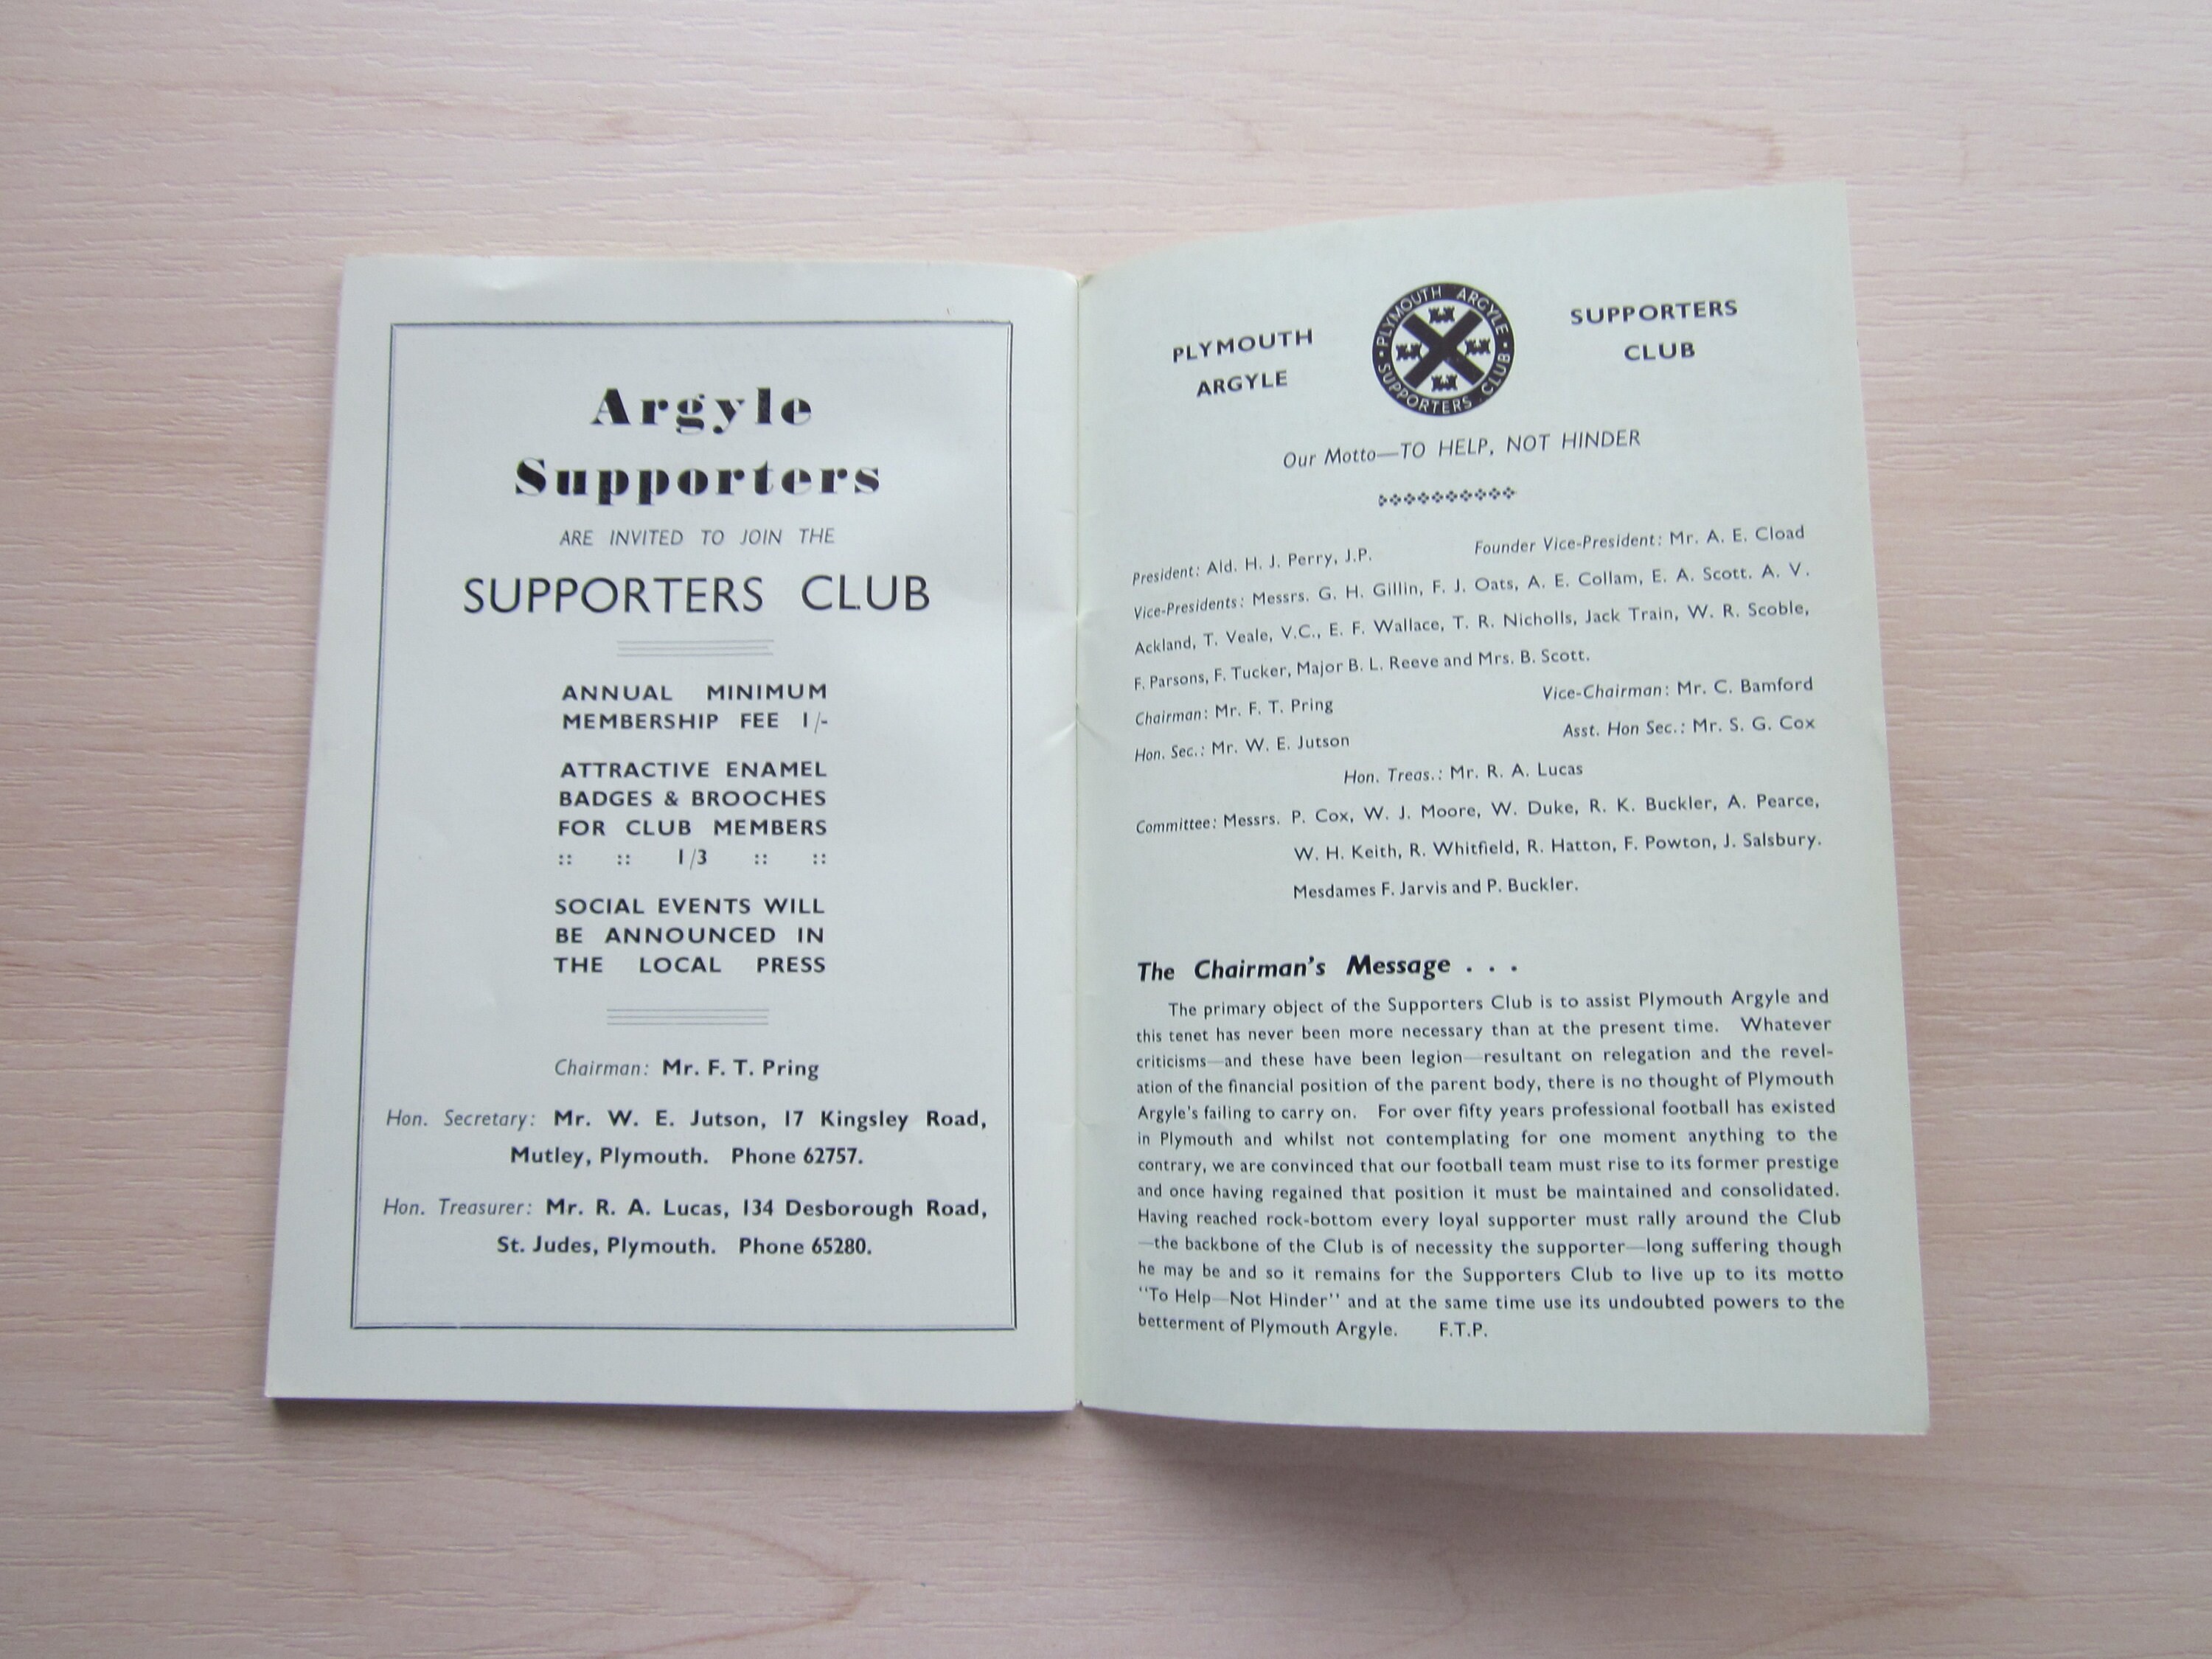 Argyle
Supporters
ARE INVITED TO JOIN THE
SUPPORTERS CLUB
ANNUAL MINIMUM
MEMBERSHIP FEE 1/-
ATTRACTIVE ENAMEL
BADGES & BROOCHES
FOR CLUB MEMBERS
:: :: 1/3 :: ::
SOCIAL EVENTS WILL
BE ANNOUNCED IN
THE LOCAL PRESS
Chairman: Mr. F. T. Pring
Hon. Secretary: Mr. W. E. Jutson, 17 Kingsley Road,
Mutley, Plymouth. Phone 62757.
Hon. Treasurer: Mr. R. A. Lucas, 134 Desborough Road,
St. Judes, Plymouth. Phone 65280.
PLYMOUTH
ARGYLE
PLYMOUTH ARGYLE
SUPPORTERS CLUB
SUPPORTERS
CLUB
Our Motto—TO HELP, NOT HINDER
President: Ald. H. J. Perry, J.P. Founder Vice-President: Mr. A. E. Cload
Vice-Presidents: Messrs. G. H. Gillin, F. J. Oats, A. E. Collam, E. A. Scott. A. V.
Ackland, T. Veale, V.C., E. F. Wallace, T. R. Nicholls, Jack Train, W. R. Scoble,
F. Parsons, F. Tucker, Major B. L. Reeve and Mrs. B. Scott.
Chairman: Mr. F. T. Pring Vice-Chairman: Mr. C. Bamford
Hon. Sec.: Mr. W. E. Jutson Asst. Hon Sec.: Mr. S. G. Cox
Hon. Treas.: Mr. R. A. Lucas
Committee: Messrs. P. Cox, W. J. Moore, W. Duke, R. K. Buckler, A. Pearce,
W. H. Keith, R. Whitfield, R. Hatton, F. Powton, J. Salsbury.
Mesdames F. Jarvis and P. Buckler.
The Chairman's Message . . .
The primary object of the Supporters Club is to assist Plymouth Argyle and
this tenet has never been more necessary than at the present time. Whatever
criticisms—and these have been legion—resultant on relegation and the revel-
ation of the financial position of the parent body, there is no thought of Plymouth
Argyle's failing to carry on. For over fifty years professional football has existed
in Plymouth and whilst not contemplating for one moment anything to the
contrary, we are convinced that our football team must rise to its former prestige
and once having regained that position it must be maintained and consolidated.
Having reached rock-bottom every loyal supporter must rally around the Club
—the backbone of the Club is of necessity the supporter—long suffering though
he may be and so it remains for the Supporters Club to live up to its motto
"To Help—Not Hinder" and at the same time use its undoubted powers to the
betterment of Plymouth Argyle. F.T.P.